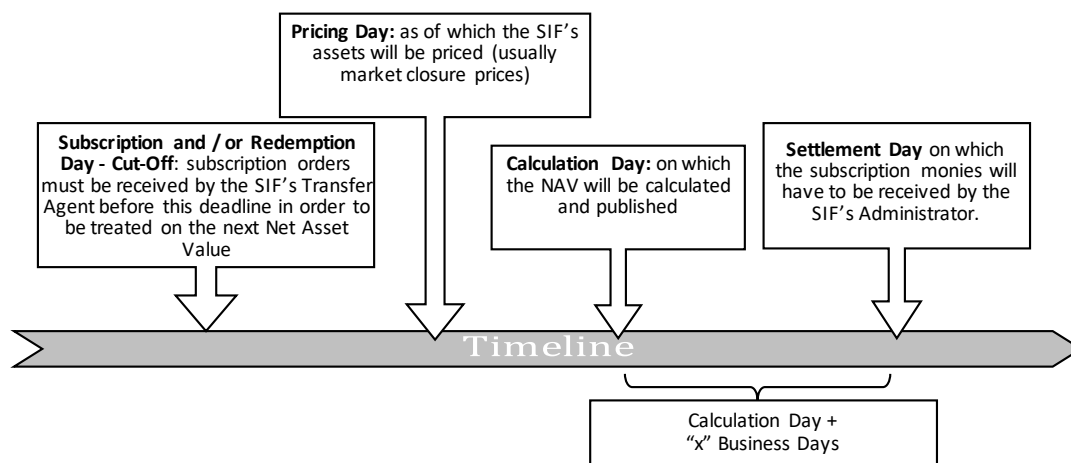 Pricing Day: as of which the SIF's
assets will be priced (usually
market closure prices)
Subscription and / or Redemption
Day - Cut-Off: subscription orders
must be received by the SIF's Transfer
Agent before this deadline in order to
be treated on the next Net Asset
Value
Calculation Day: on which
the NAV will be calculated
and published
Settlement Day on which
the subscription monies will
have to be received by the
SIF's Administrator.
Timeline
Calculation Day +
“x” Business Days